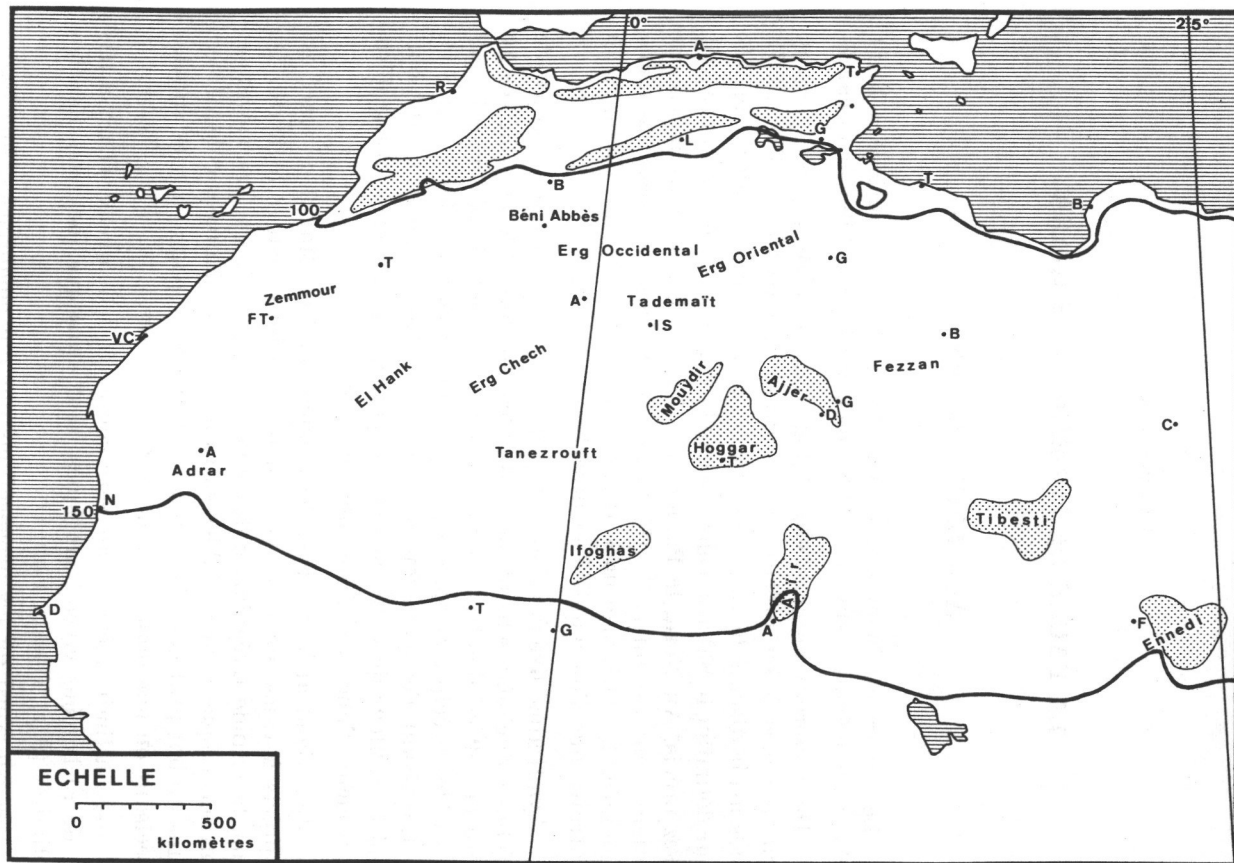 0°
25°
A
T
R
G
L
T
B
B
100
Béni Abbès
Erg Occidental
Erg Oriental
G
T
Zemmour
A
Tademaït
FT
IS
VC
B
Erg Chech
Fezzan
El Hank
Mouydir
Ajjer
G
D
C
A
Adrar
Tanezrouft
Hoggar
T
N
150
Tibesti
Ifoghas
Aïr
D
T
G
A
F
Ennedi
ECHELLE
0 500
kilomètres